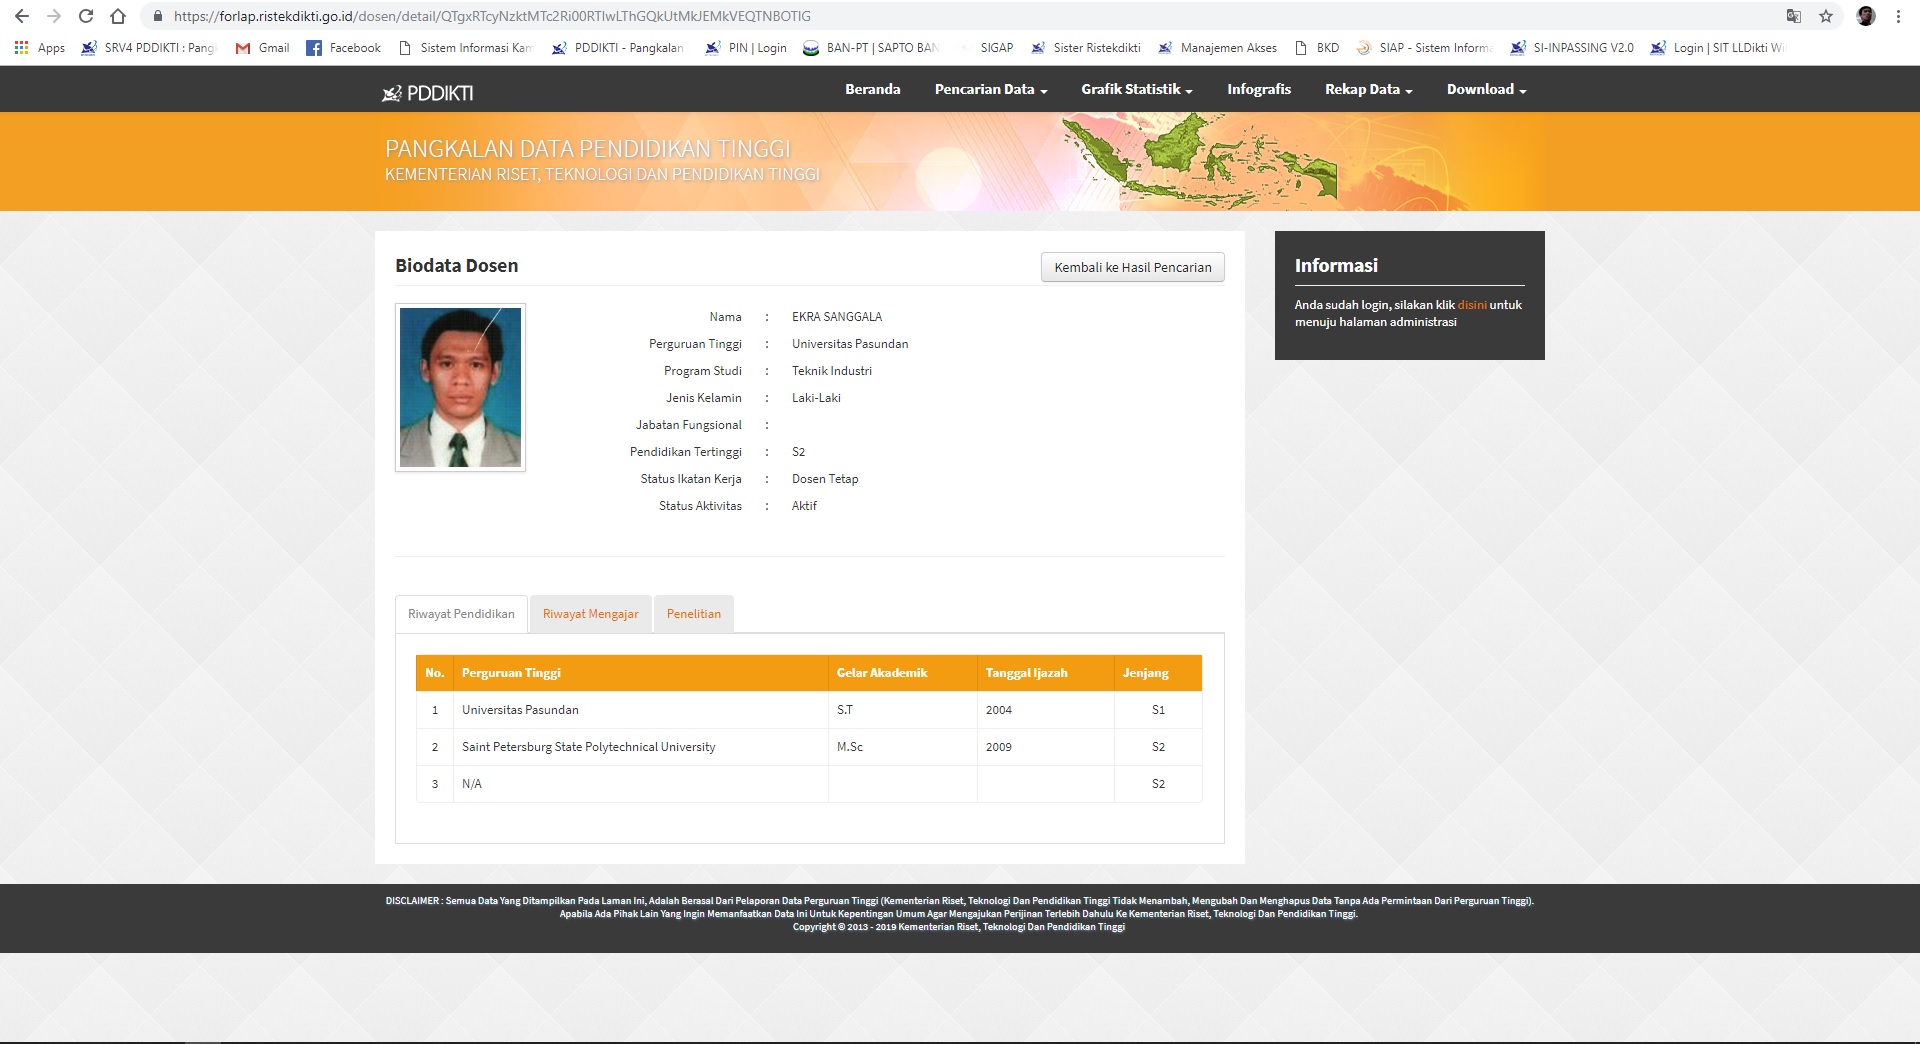 https://forlap.ristekdikti.go.id/dosen/detail/
Apps SRV4 PDDIKTI : Pang Gmail Facebook Sistem Informasi Kam PDDIKTI - Pangkalan PIN | Login BAN-PT | SAPTO BAN SIGAP Sister Ristekdikti Manajemen Akses BKD SIAP - Sistem Inform SI-INPASSING V2.0 Login | SIT LLDikti Wi
PDDIKTI Beranda Pencarian Data Grafik Statistik Infografis Rekap Data Download
PANGKALAN DATA PENDIDIKAN TINGGI
KEMENTERIAN RISET, TEKNOLOGI DAN PENDIDIKAN TINGGI
Biodata Dosen
Kembali ke Hasil Pencarian
Nama : EKRA SANGGALA
Perguruan Tinggi : Universitas Pasundan
Program Studi : Teknik Industri
Jenis Kelamin : Laki-Laki
Jabatan Fungsional :
Pendidikan Tertinggi : S2
Status Ikatan Kerja : Dosen Tetap
Status Aktivitas : Aktif
Informasi
Anda sudah login, silakan klik disini untuk
menuju halaman administrasi
Riwayat Pendidikan Riwayat Mengajar Penelitian
No. Perguruan Tinggi Gelar Akademik Tanggal Ijazah Jenjang
1 Universitas Pasundan S.T 2004 S1
2 Saint Petersburg State Polytechnical University M.Sc 2009 S2
3 N/A S2
DISCLAIMER : Semua Data Yang Ditampilkan Pada Laman Ini, Adalah Berasal Dari Pelaporan Data Perguruan Tinggi (Kementerian Riset, Teknologi Dan Pendidikan Tinggi Tidak Menambah, Mengubah Dan Menghapus Data Tanpa Ada Permintaan Dari Perguruan Tinggi).
Apabila Ada Pihak Lain Yang Ingin Memanfaatkan Data Ini Untuk Kepentingan Umum Agar Mengajukan Perijinan Terlebih Dahulu Ke Kementerian Riset, Teknologi Dan Pendidikan Tinggi.
Copyright © 2013 - 2019 Kementerian Riset, Teknologi Dan Pendidikan Tinggi